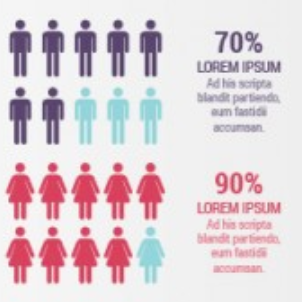 70%
LOREM IPSUM
Ad his scripta
blandit partiendo,
eum fastidii
accumsan.
90%
LOREM IPSUM
Ad his scripta
blandit partiendo,
eum fastidii
accumsan.